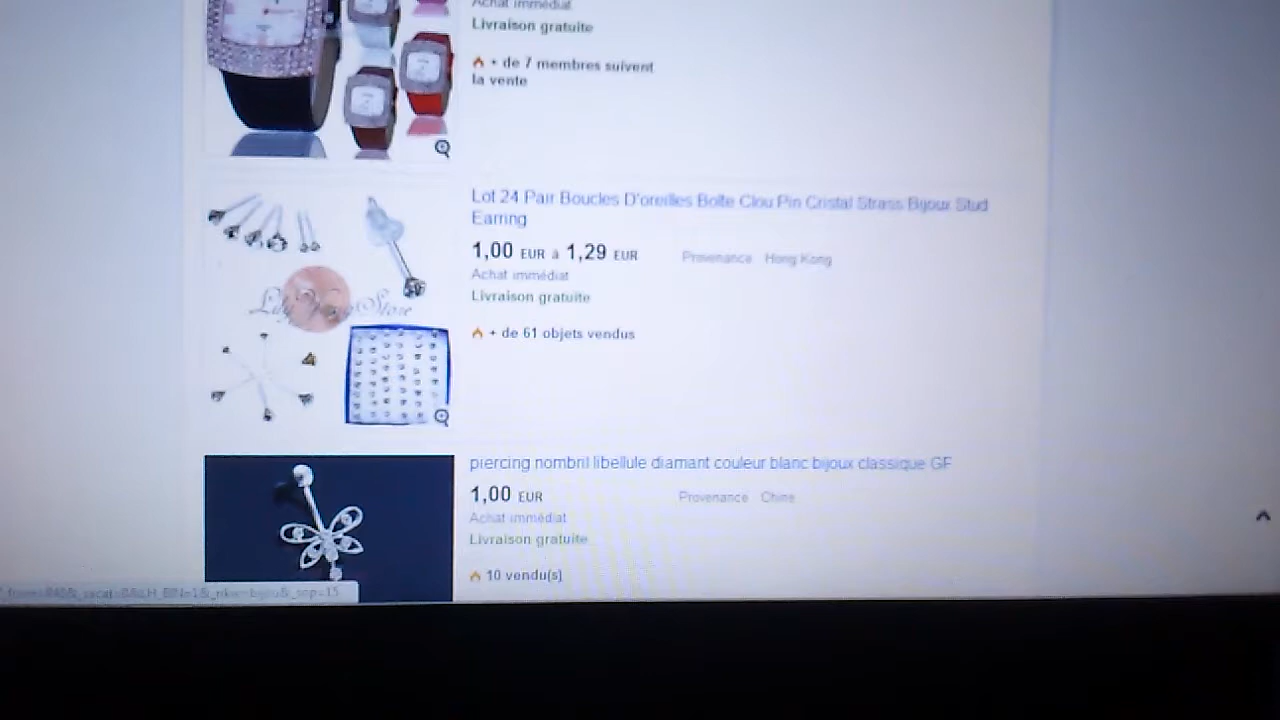 Achat immédiat
Livraison gratuite
+ de 7 membres suivent
la vente
Lot 24 Pair Boucles D'oreilles Boîte Clou Pin Cristal Strass Bijoux Stud
Earring
1,00 EUR à 1,29 EUR
Provenance Hong Kong
Achat immédiat
Livraison gratuite
+ de 61 objets vendus
Store
piercing nombril libellule diamant couleur blanc bijoux classique GF
1,00 EUR
Provenance Chine
Achat immédiat
Livraison gratuite
10 vendu(s)